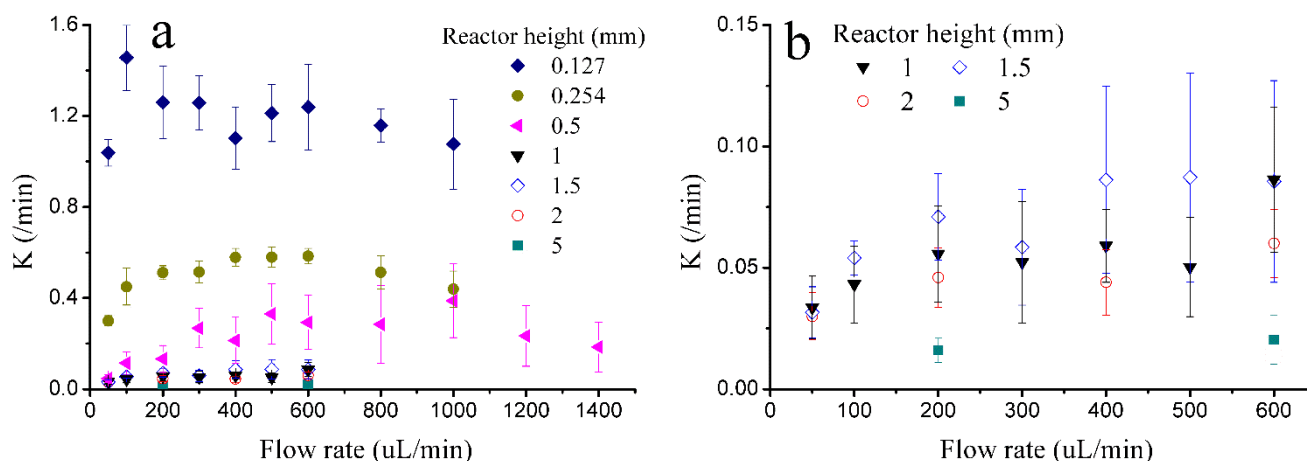 a
Reactor height (mm)
0.127
0.254
0.5
1
1.5
2
5
K (/min)
1.6
1.2
0.8
0.4
0.0
0 200 400 600 800 1000 1200 1400
Flow rate (uL/min)
b
Reactor height (mm)
1 1.5
2 5
K (/min)
0.15
0.10
0.05
0.00
0 100 200 300 400 500 600
Flow rate (uL/min)